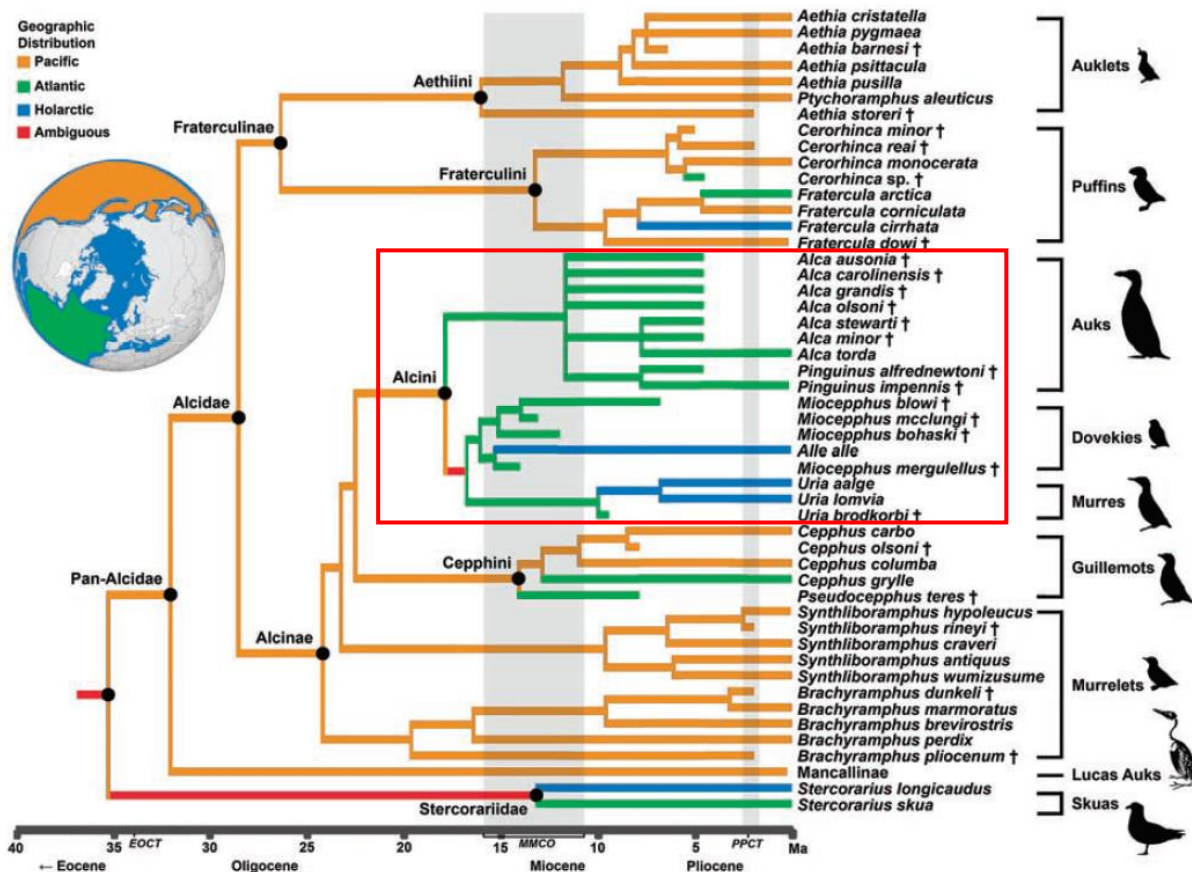 Geographic
Distribution
Pacific
Atlantic
Holarctic
Ambiguous
Aethia cristatella
Aethia pygmaea
Aethia barnesi †
Aethia psittacula
Aethia pusilla
Ptychoramphus aleuticus
Aethia storeri †
Cerorhinca minor †
Cerorhinca reai †
Cerorhinca monocerata
Cerorhinca sp. †
Fratercula arctica
Fratercula corniculata
Fratercula cirrhata
Fratercula dowi †
Alca ausonia †
Alca carolinensis †
Alca grandis †
Alca olsoni †
Alca stewarti †
Alca minor †
Alca torda
Pinguinus alfrednewtoni †
Pinguinus impennis †
Miocepphus blowi †
Miocepphus mcclungi †
Miocepphus bohaski †
Alle alle
Miocepphus mergulellus †
Uria aalge
Uria lomvia
Uria brodkorbi †
Cepphus carbo
Cepphus olsoni †
Cepphus columba
Cepphus grylle
Pseudocepphus teres †
Synthliboramphus hypoleucus
Synthliboramphus rineyi †
Synthliboramphus craveri
Synthliboramphus antiquus
Synthliboramphus wumizusume
Brachyramphus dunkeli †
Brachyramphus marmoratus
Brachyramphus brevirostris
Brachyramphus perdix
Brachyramphus pliocenum †
Mancallinae
Stercorarius longicaudus
Stercorarius skua
Auklets
Puffins
Auks
Dovekies
Murres
Guillemots
Murrelets
Lucas Auks
Skuas
Aethiini
Fraterculinae
Fraterculini
Alcini
Alcidae
Cepphini
Pan-Alcidae
Alcinae
Stercorariidae
40 35 EOCT 30 25 20 15 MMCO 10 5 PPCT Ma
← Eocene Oligocene Miocene Pliocene